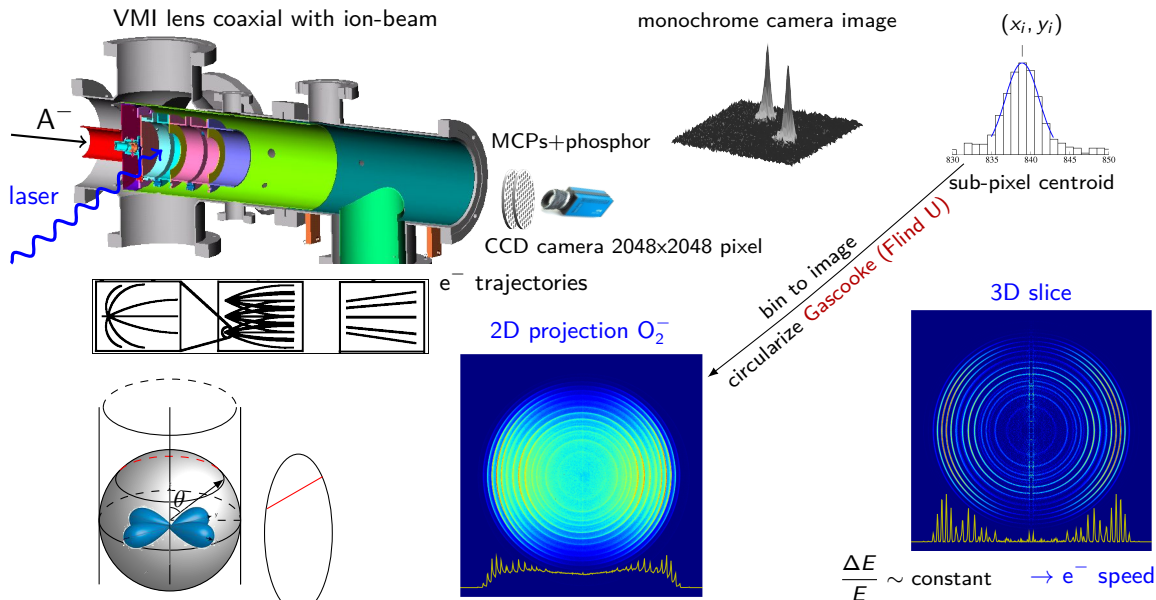 VMI lens coaxial with ion-beam
monochrome camera image
(x_i, y_i)
A⁻
MCPs+phosphor
830 835 840 845 850
sub-pixel centroid
laser
CCD camera 2048x2048 pixel
e⁻ trajectories
bin to image
circularize Gascooke (Flind U)
2D projection O₂⁻
3D slice
θ
ΔE
E
∼ constant
→ e⁻ speed